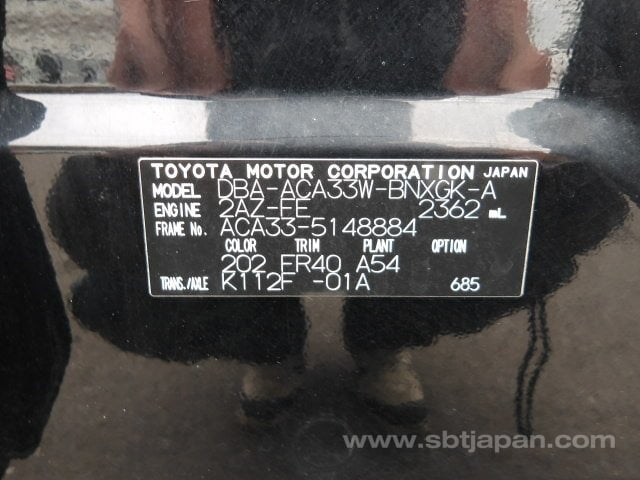 TOYOTA MOTOR CORPORATION JAPAN
MODEL DBA-ACA33W-BNXGK-A
ENGINE 2AZ-FE 2362 mL
FRAME No. ACA33-5148884
COLOR TRIM PLANT OPTION
202 FR40 A54
TRANS./AXLE K112F -01A 685
www.sbtjapan.com